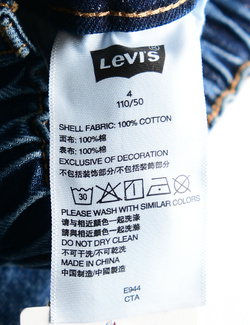 LEVI'S
4
110/50
SHELL FABRIC: 100% COTTON
面布: 100%棉
表布: 100%棉
EXCLUSIVE OF DECORATION
不包括装饰部分/不包括裝飾部分
30
PLEASE WASH WITH SIMILAR COLORS
请与相近颜色一起洗涤
請與相近顏色一起洗滌
DO NOT DRY CLEAN
不可干洗/不可乾洗
MADE IN CHINA
中国制造/中國製造
E944
CTA